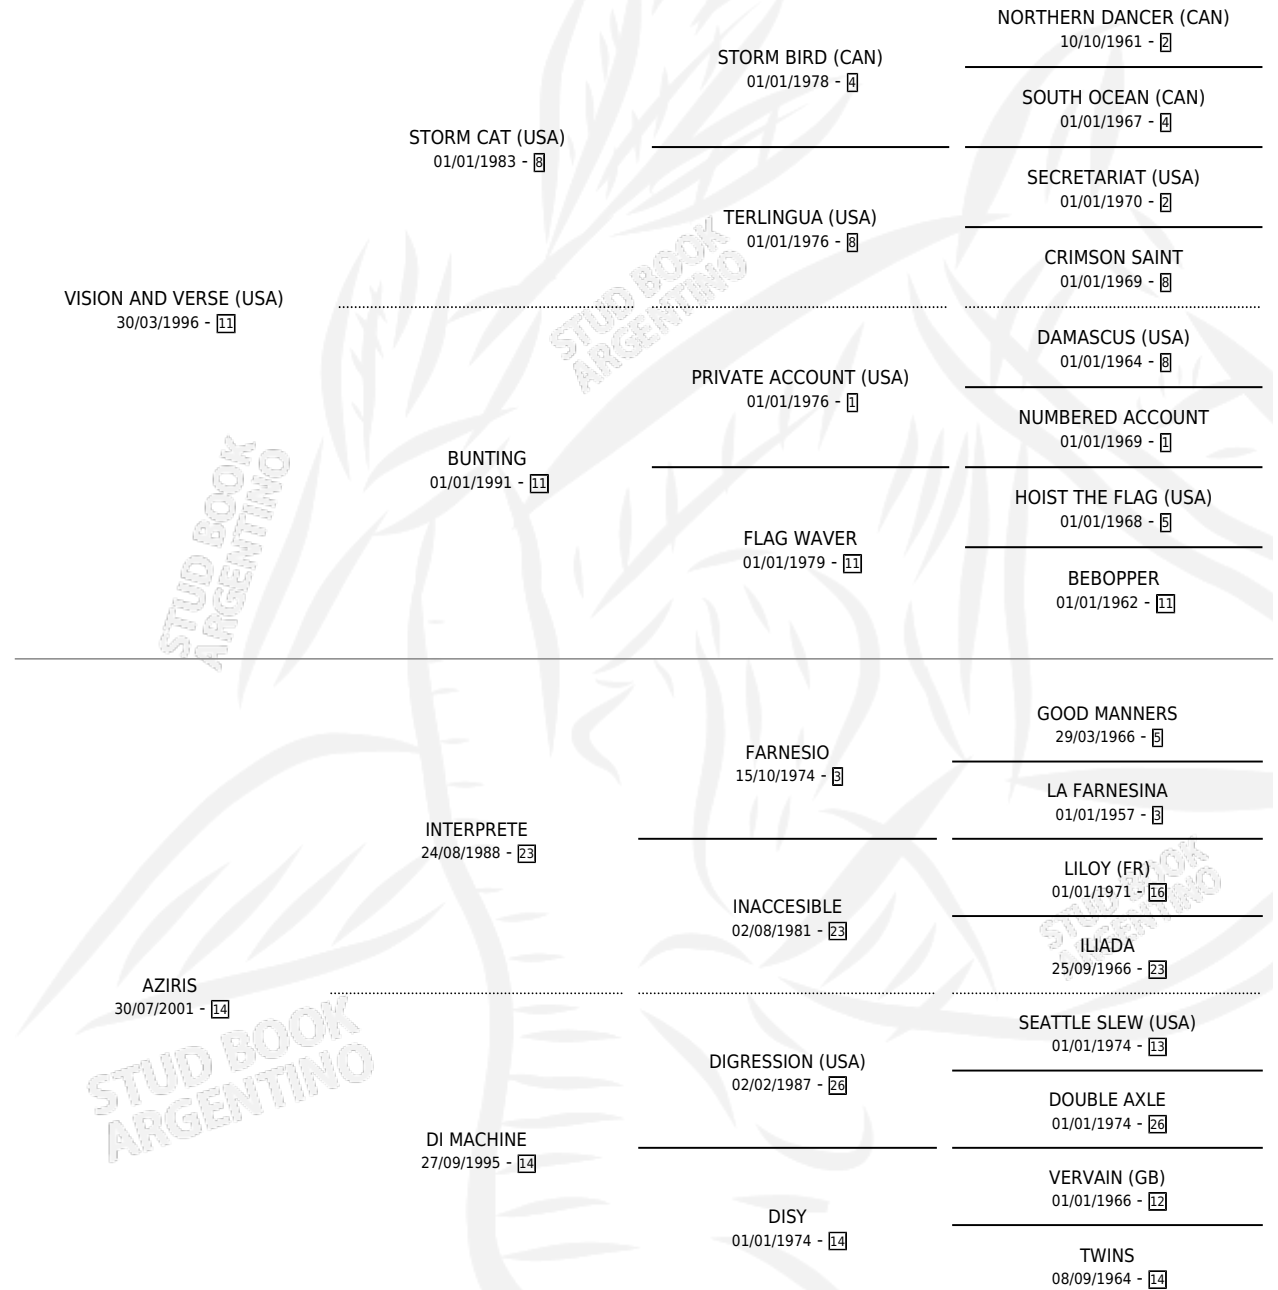 NORTHERN DANCER (CAN)
10/10/1961 - 2
STORM BIRD (CAN)
01/01/1978 - 4
SOUTH OCEAN (CAN)
01/01/1967 - 4
STORM CAT (USA)
01/01/1983 - 8
SECRETARIAT (USA)
01/01/1970 - 2
TERLINGUA (USA)
01/01/1976 - 8
CRIMSON SAINT
01/01/1969 - 8
VISION AND VERSE (USA)
30/03/1996 - 11
STUD BOOK
ARGENTINO
DAMASCUS (USA)
01/01/1964 - 8
PRIVATE ACCOUNT (USA)
01/01/1976 - 1
NUMBERED ACCOUNT
01/01/1969 - 1
BUNTING
01/01/1991 - 11
HOIST THE FLAG (USA)
01/01/1968 - 5
FLAG WAVER
01/01/1979 - 11
BEBOPPER
01/01/1962 - 11
STUD BOOK
ARGENTINO
GOOD MANNERS
29/03/1966 - 5
FARNESIO
15/10/1974 - 3
LA FARNESINA
01/01/1957 - 3
INTERPRETE
24/08/1988 - 23
LILOY (FR)
01/01/1971 - 16
INACCESIBLE
02/08/1981 - 23
STUD BOOK
ARGENTINO
ILIADA
25/09/1966 - 23
AZIRIS
30/07/2001 - 14
SEATTLE SLEW (USA)
01/01/1974 - 13
DIGRESSION (USA)
02/02/1987 - 26
STUD BOOK
ARGENTINO
DOUBLE AXLE
01/01/1974 - 26
DI MACHINE
27/09/1995 - 14
VERVAIN (GB)
01/01/1966 - 12
DISY
01/01/1974 - 14
TWINS
08/09/1964 - 14